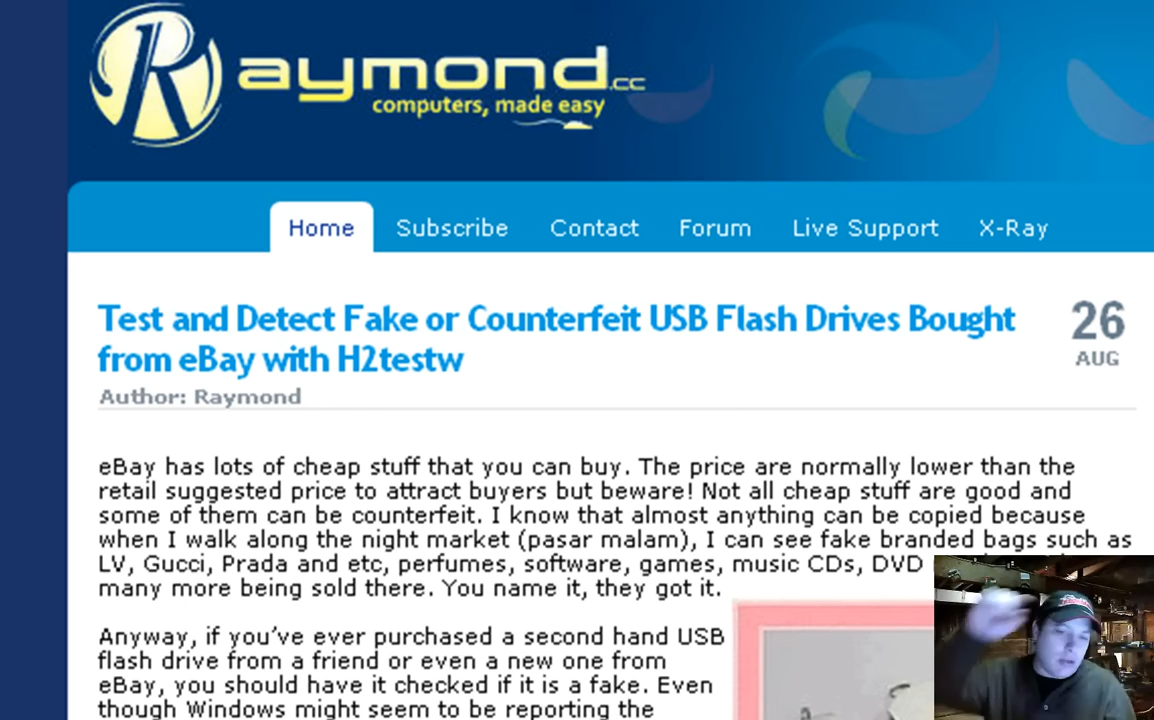 Raymond.cc
computers, made easy
Home Subscribe Contact Forum Live Support X-Ray
Test and Detect Fake or Counterfeit USB Flash Drives Bought
from eBay with H2testw
26
AUG
Author: Raymond
eBay has lots of cheap stuff that you can buy. The price are normally lower than the
retail suggested price to attract buyers but beware! Not all cheap stuff are good and
some of them can be counterfeit. I know that almost anything can be copied because
when I walk along the night market (pasar malam), I can see fake branded bags such as
LV, Gucci, Prada and etc, perfumes, software, games, music CDs, DVD
many more being sold there. You name it, they got it.
Anyway, if you've ever purchased a second hand USB
flash drive from a friend or even a new one from
eBay, you should have it checked if it is a fake. Even
though Windows might seem to be reporting the